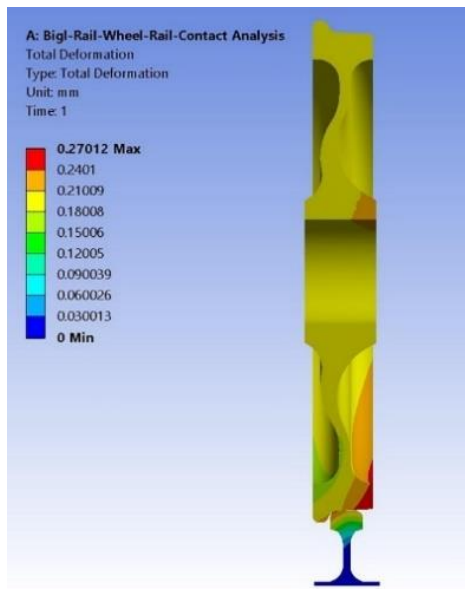 A: Bigl-Rail-Wheel-Rail-Contact Analysis
Total Deformation
Type: Total Deformation
Unit: mm
Time: 1
0.27012 Max
0.2401
0.21009
0.18008
0.15006
0.12005
0.090039
0.060026
0.030013
0 Min